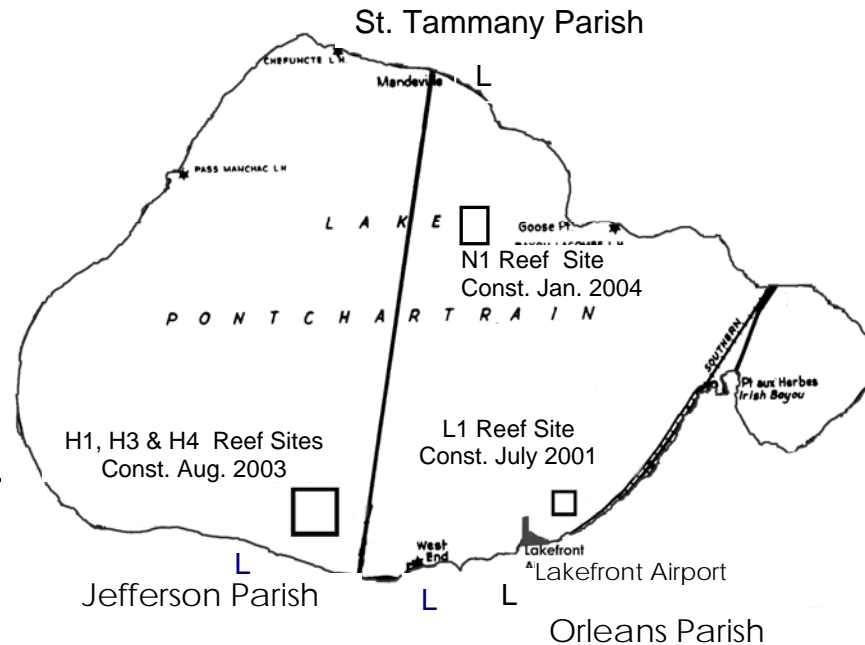 St. Tammany Parish
CHEFUNCTE L.H.
Mandeville
L
PASS MANCHAC L.H
L A K E
Goose Pt.
BAYOU LACOMBE L.H.
N1 Reef Site
Const. Jan. 2004
P O N T C H A R T R A I N
SOUTHERN
Pt aux Herbes
Irish Bayou
H1, H3 & H4 Reef Sites
Const. Aug. 2003
L1 Reef Site
Const. July 2001
West
End
Lakefront
Lakefront Airport
L
Jefferson Parish
L
L
Orleans Parish